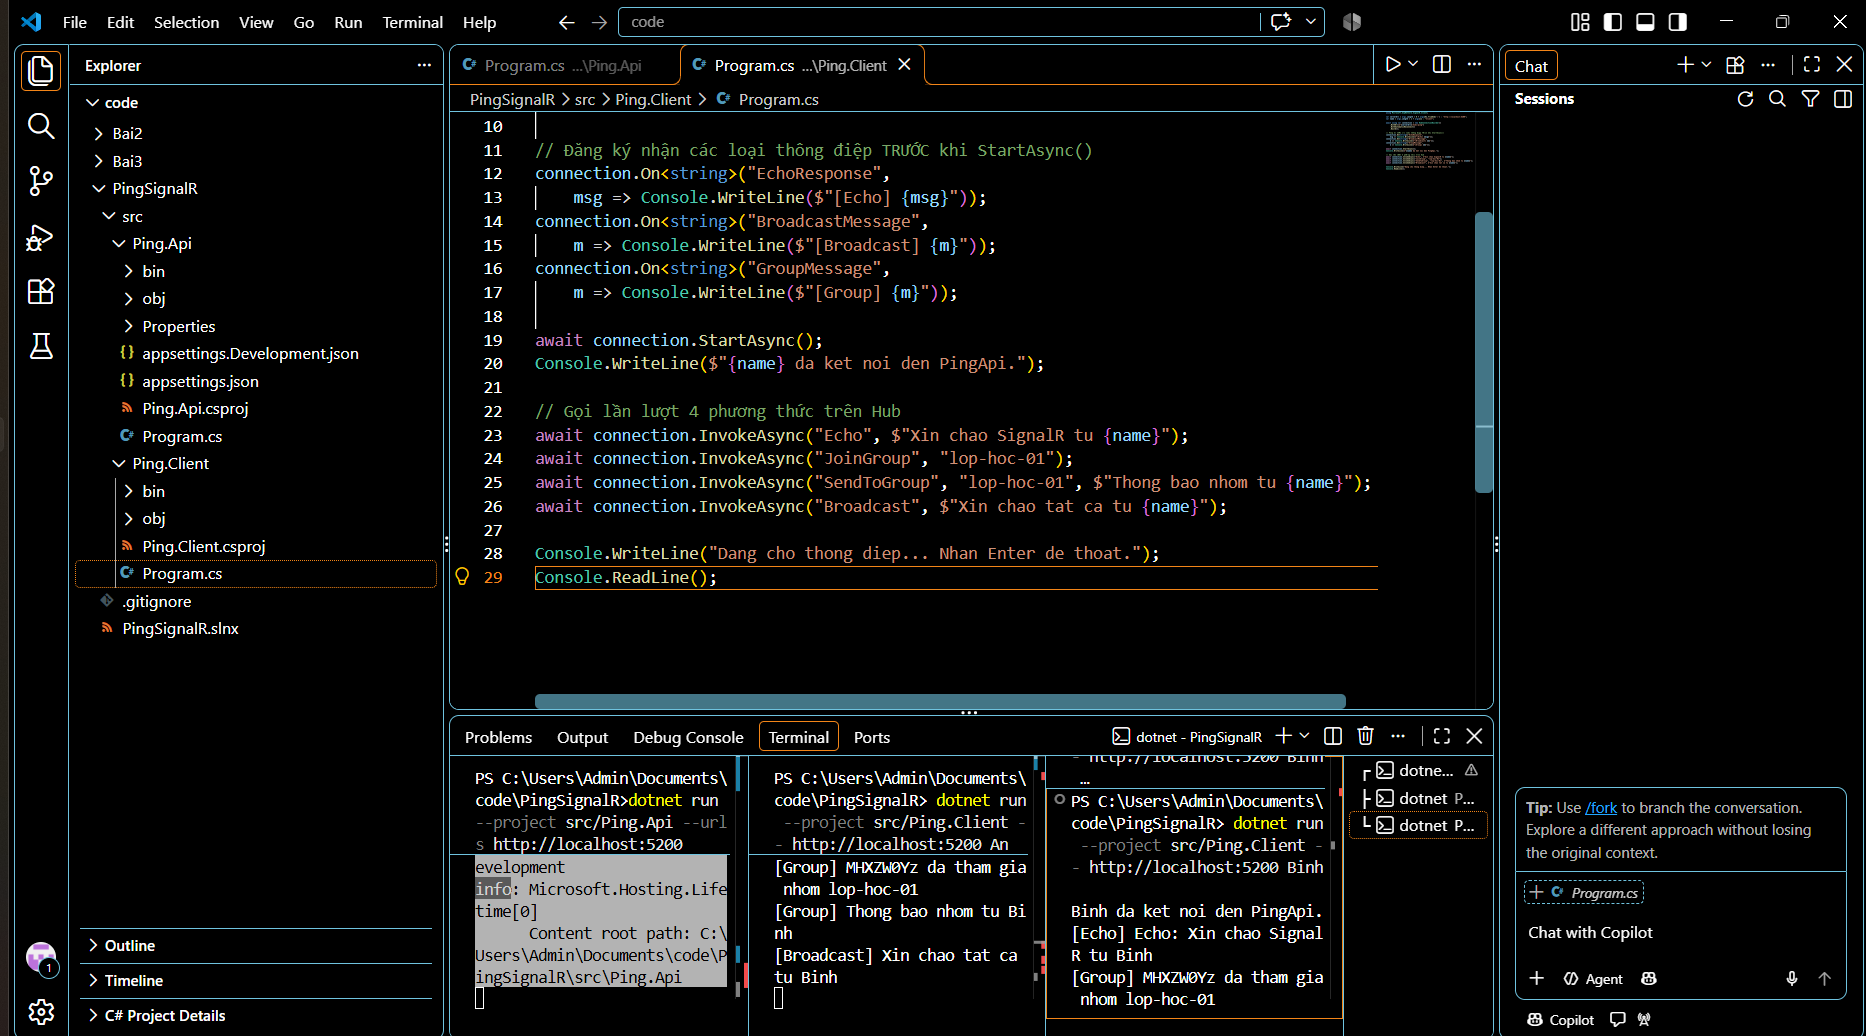 File Edit Selection View Go Run Terminal Help
code
Explorer
code
Bai2
Bai3
PingSignalR
src
Ping.Api
bin
obj
Properties
appsettings.Development.json
appsettings.json
Ping.Api.csproj
Program.cs
Ping.Client
bin
obj
Ping.Client.csproj
Program.cs
.gitignore
PingSignalR.slnx
Outline
Timeline
C# Project Details
1
Program.cs ...\Ping.Api
Program.cs ...\Ping.Client
PingSignalR > src > Ping.Client > Program.cs
10
11 // Đăng ký nhận các loại thông điệp TRƯỚC khi StartAsync()
12 connection.On<string>("EchoResponse",
13 msg => Console.WriteLine($"[Echo] {msg}"));
14 connection.On<string>("BroadcastMessage",
15 m => Console.WriteLine($"[Broadcast] {m}"));
16 connection.On<string>("GroupMessage",
17 m => Console.WriteLine($"[Group] {m}"));
18
19 await connection.StartAsync();
20 Console.WriteLine($"{name} da ket noi den PingApi.");
21
22 // Gọi lần lượt 4 phương thức trên Hub
23 await connection.InvokeAsync("Echo", $"Xin chao SignalR tu {name}");
24 await connection.InvokeAsync("JoinGroup", "lop-hoc-01");
25 await connection.InvokeAsync("SendToGroup", "lop-hoc-01", $"Thong bao nhom tu {name}");
26 await connection.InvokeAsync("Broadcast", $"Xin chao tat ca tu {name}");
27
28 Console.WriteLine("Dang cho thong diep... Nhan Enter de thoat.");
29 Console.ReadLine();
Problems Output Debug Console Terminal Ports
dotnet - PingSignalR
PS C:\Users\Admin\Documents\
code\PingSignalR>dotnet run
--project src/Ping.Api --url
s http://localhost:5200
evelopment
info: Microsoft.Hosting.Life
time[0]
Content root path: C:\
Users\Admin\Documents\code\P
ingSignalR\src\Ping.Api
PS C:\Users\Admin\Documents\
code\PingSignalR> dotnet run
--project src/Ping.Client -
- http://localhost:5200 An
[Group] MHXZW0Yz da tham gia
nhom lop-hoc-01
[Group] Thong bao nhom tu Bi
nh
[Broadcast] Xin chao tat ca
tu Binh
- http://localhost:5200 Binh
…
PS C:\Users\Admin\Documents\
code\PingSignalR> dotnet run
--project src/Ping.Client -
- http://localhost:5200 Binh
Binh da ket noi den PingApi.
[Echo] Echo: Xin chao Signal
R tu Binh
[Group] MHXZW0Yz da tham gia
nhom lop-hoc-01
dotne...
dotnet P...
dotnet P...
Chat
Sessions
Tip: Use /fork to branch the conversation.
Explore a different approach without losing
the original context.
Program.cs
Chat with Copilot
Agent
Copilot